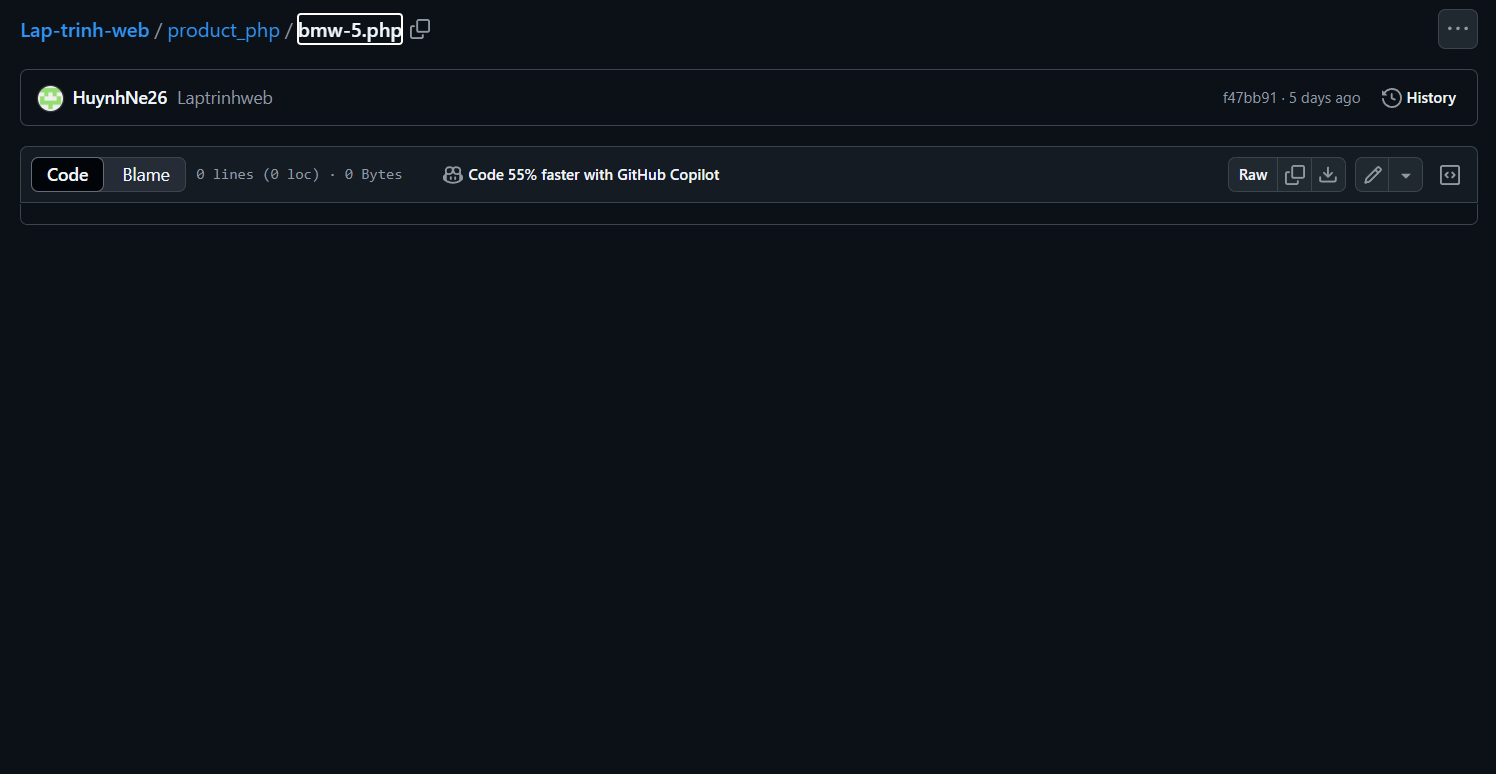 Lap-trinh-web / product_php / bmw-5.php
HuynhNe26 Laptrinhweb f47bb91 · 5 days ago History
Code Blame 0 lines (0 loc) · 0 Bytes Code 55% faster with GitHub Copilot Raw